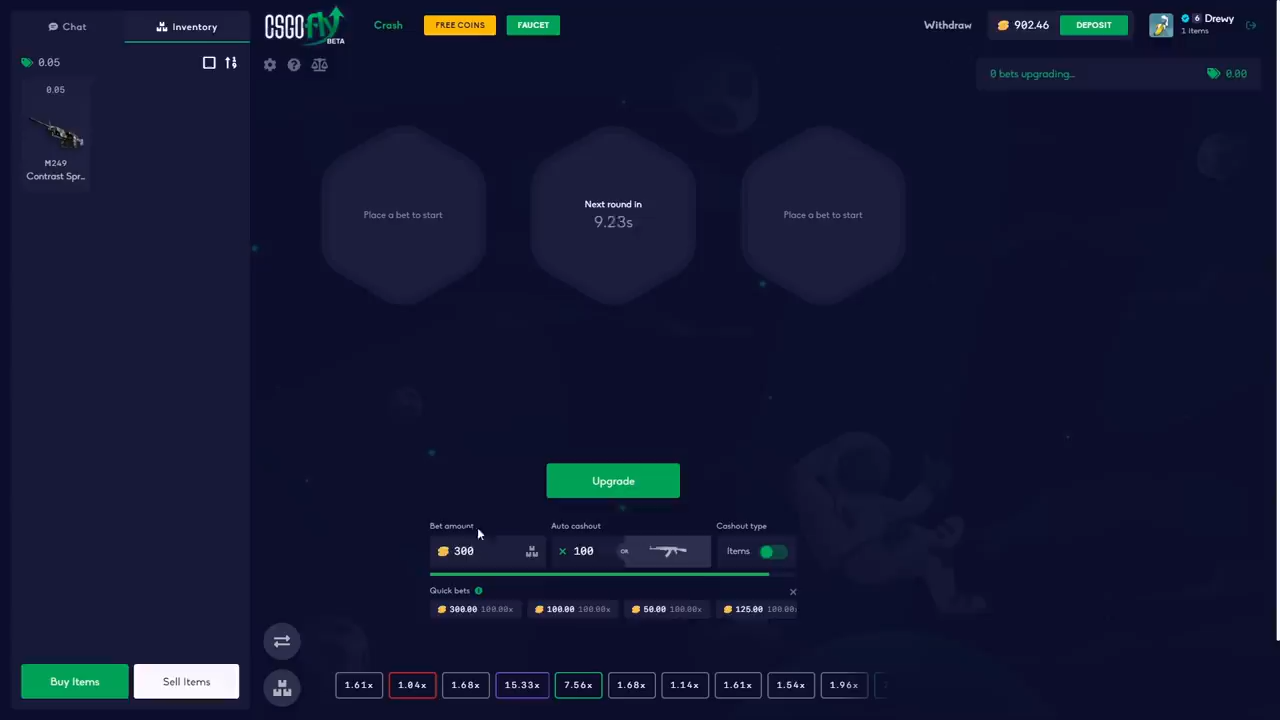 Chat
Inventory
CSGOfly
BETA
Crash
FREE COINS
FAUCET
Withdraw
902.46
DEPOSIT
6 Drewy
1 items
0.05
0 bets upgrading...
0.00
0.05
M249
Contrast Spr...
Place a bet to start
Next round in
9.23s
Place a bet to start
Upgrade
Bet amount
Auto cashout
Cashout type
300
× 100
OR
Items
Quick bets
300.00 100.00x
100.00 100.00x
50.00 100.00x
125.00 100.00x
Buy Items
Sell Items
1.61x
1.04x
1.68x
15.33x
7.56x
1.68x
1.14x
1.61x
1.54x
1.96x